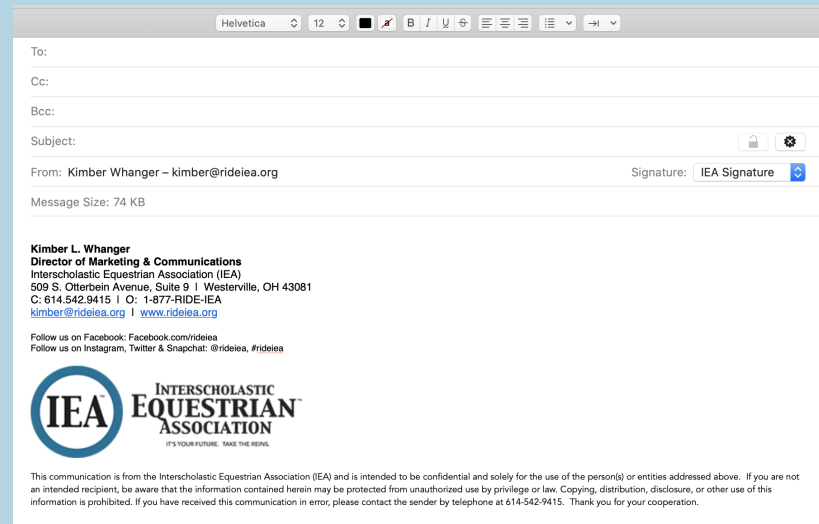 Helvetica 12 a B I U S
To:
Cc:
Bcc:
Subject:
From: Kimber Whanger – kimber@rideiea.org Signature: IEA Signature
Message Size: 74 KB
Kimber L. Whanger
Director of Marketing & Communications
Interscholastic Equestrian Association (IEA)
509 S. Otterbein Avenue, Suite 9 | Westerville, OH 43081
C: 614.542.9415 | O: 1-877-RIDE-IEA
kimber@rideiea.org | www.rideiea.org
Follow us on Facebook: Facebook.com/rideiea
Follow us on Instagram, Twitter & Snapchat: @rideiea, #rideiea
IEA™
INTERSCHOLASTIC
EQUESTRIAN™
ASSOCIATION
IT'S YOUR FUTURE. TAKE THE REINS.
This communication is from the Interscholastic Equestrian Association (IEA) and is intended to be confidential and solely for the use of the person(s) or entities addressed above. If you are not
an intended recipient, be aware that the information contained herein may be protected from unauthorized use by privilege or law. Copying, distribution, disclosure, or other use of this
information is prohibited. If you have received this communication in error, please contact the sender by telephone at 614-542-9415. Thank you for your cooperation.